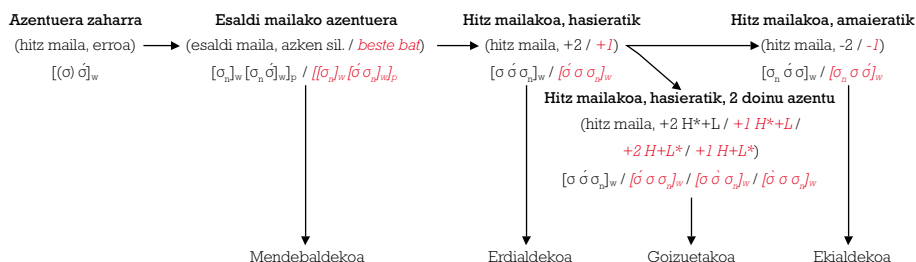 Azentuera zaharra
(hitz maila, erroa)
[(σ) σ́]w
Esaldi mailako azentuera
(esaldi maila, azken sil. / beste bat)
[σn]w [σn σ́]w]p / [[σn]w [σ́ σn]w]p
Hitz mailakoa, hasieratik
(hitz maila, +2 / +1)
[σ σ́ σn]w / [σ́ σ σn]w
Hitz mailakoa, amaieratik
(hitz maila, -2 / -1)
[σn σ́ σ]w / [σn σ σ́]w
Hitz mailakoa, hasieratik, 2 doinu azentu
(hitz maila, +2 H*+L / +1 H*+L /
+2 H+L* / +1 H+L*)
[σ σ́ σn]w / [σ́ σ σn]w / [σ σ̀ σn]w / [σ̀ σ σn]w
Mendebaldekoa
Erdialdekoa
Goizuetakoa
Ekialdekoa